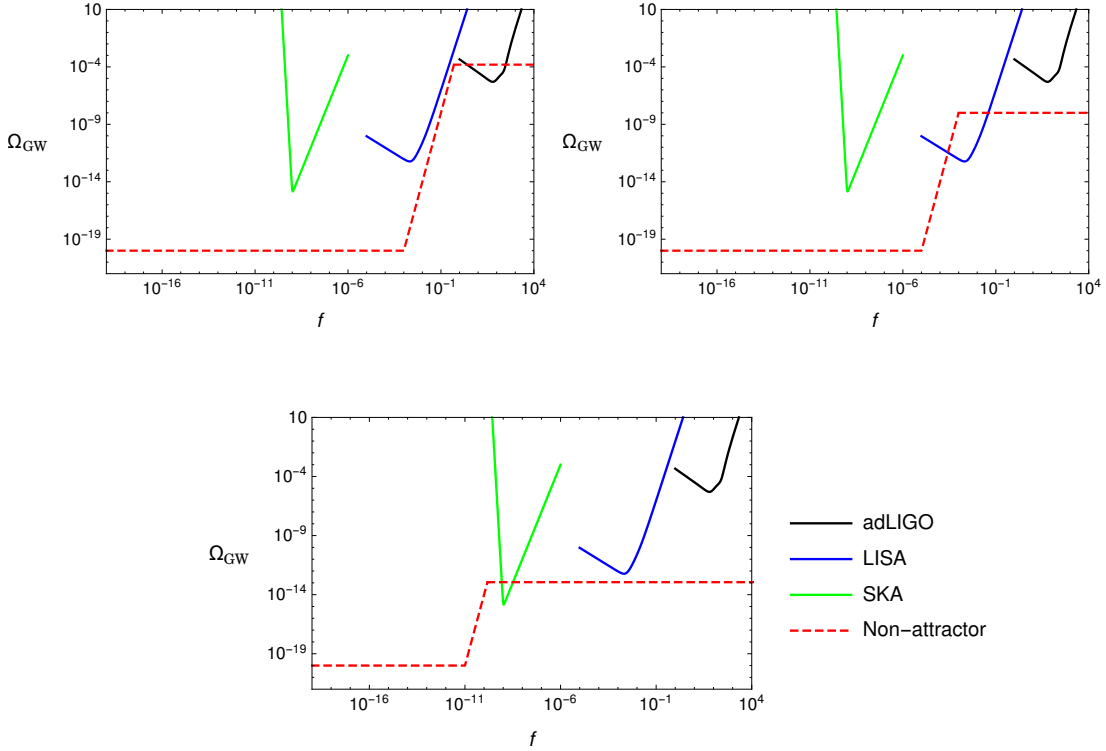 10
10⁻⁴
10⁻⁹
10⁻¹⁴
10⁻¹⁹
Ω_GW
10⁻¹⁶ 10⁻¹¹ 10⁻⁶ 10⁻¹ 10⁴
f
10
10⁻⁴
10⁻⁹
10⁻¹⁴
10⁻¹⁹
Ω_GW
10⁻¹⁶ 10⁻¹¹ 10⁻⁶ 10⁻¹ 10⁴
f
10
10⁻⁴
10⁻⁹
10⁻¹⁴
10⁻¹⁹
Ω_GW
10⁻¹⁶ 10⁻¹¹ 10⁻⁶ 10⁻¹ 10⁴
f
adLIGO
LISA
SKA
Non−attractor